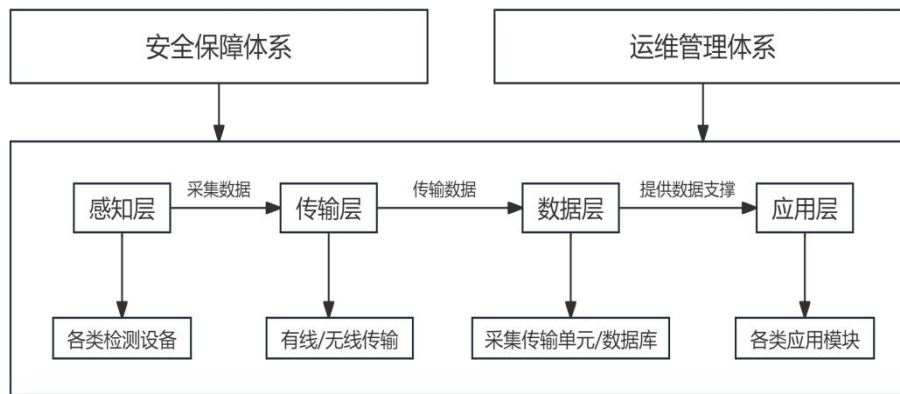 安全保障体系
运维管理体系
采集数据
传输数据
提供数据支撑
感知层
传输层
数据层
应用层
各类检测设备
有线/无线传输
采集传输单元/数据库
各类应用模块